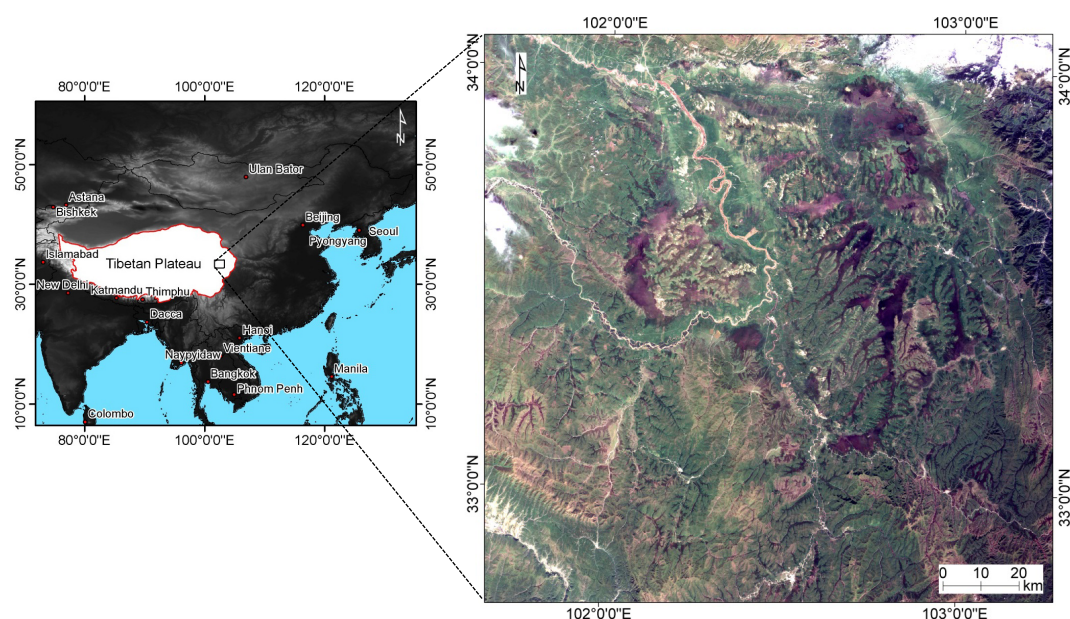 102°0'0"E
103°0'0"E
80°0'0"E
100°0'0"E
120°0'0"E
N
N
34°0'0"N
34°0'0"N
50°0'0"N
50°0'0"N
Ulan Bator
Astana
Bishkek
Beijing
Seoul
Pyongyang
Islamabad
Tibetan Plateau
30°0'0"N
30°0'0"N
New Delhi
Katmandu
Thimphu
Dacca
Hansi
Vientiane
Naypyidaw
Manila
Bangkok
Phnom Penh
10°0'0"N
10°0'0"N
Colombo
80°0'0"E
100°0'0"E
120°0'0"E
33°0'0"N
33°0'0"N
0 10 20
km
102°0'0"E
103°0'0"E